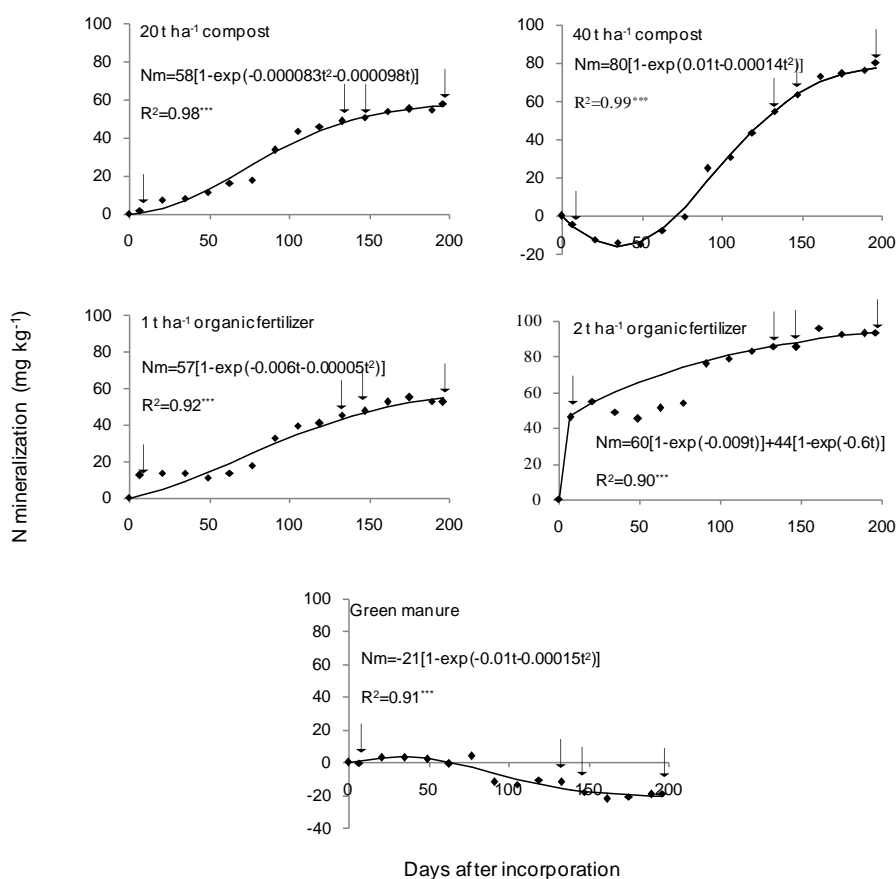 20 t ha⁻¹ compost
Nm=58[1-exp(-0.000083t²-0.000098t)]
R²=0.98***
100
80
60
40
20
0
0 50 100 150 200
40 t ha⁻¹ compost
Nm=80[1-exp(0.01t-0.00014t²)]
R²=0.99***
100
80
60
40
20
0
-20
0 50 100 150 200
N mineralization (mg kg⁻¹)
1 t ha⁻¹ organic fertilizer
Nm=57[1-exp(-0.006t-0.00005t²)]
R²=0.92***
100
80
60
40
20
0
0 50 100 150 200
2 t ha⁻¹ organic fertilizer
Nm=60[1-exp(-0.009t)]+44[1-exp(-0.6t)]
R²=0.90***
100
80
60
40
20
0
0 50 100 150 200
Green manure
Nm=-21[1-exp(-0.01t-0.00015t²)]
R²=0.91***
100
80
60
40
20
0
-20
-40
0 50 100 150 200
Days after incorporation